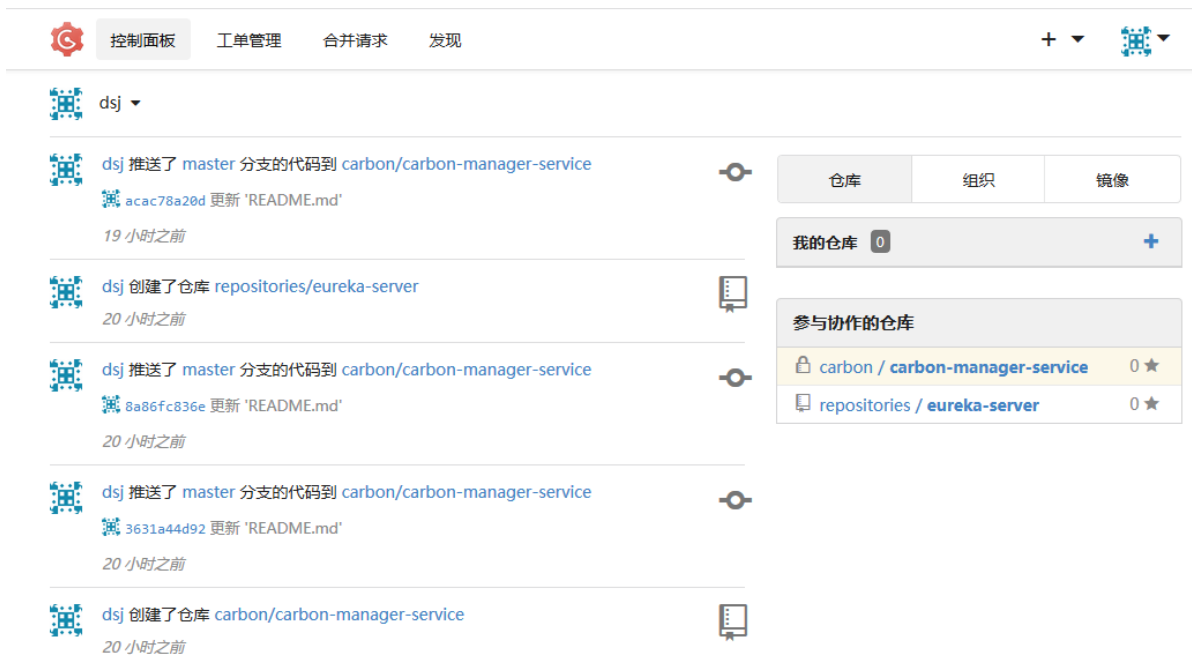 控制面板 工单管理 合并请求 发现
dsj
dsj 推送了 master 分支的代码到 carbon/carbon-manager-service
acac78a20d 更新 'README.md'
19 小时之前
dsj 创建了仓库 repositories/eureka-server
20 小时之前
dsj 推送了 master 分支的代码到 carbon/carbon-manager-service
8a86fc836e 更新 'README.md'
20 小时之前
dsj 推送了 master 分支的代码到 carbon/carbon-manager-service
3631a44d92 更新 'README.md'
20 小时之前
dsj 创建了仓库 carbon/carbon-manager-service
20 小时之前
仓库 组织 镜像
我的仓库 0
参与协作的仓库
carbon / carbon-manager-service 0
repositories / eureka-server 0